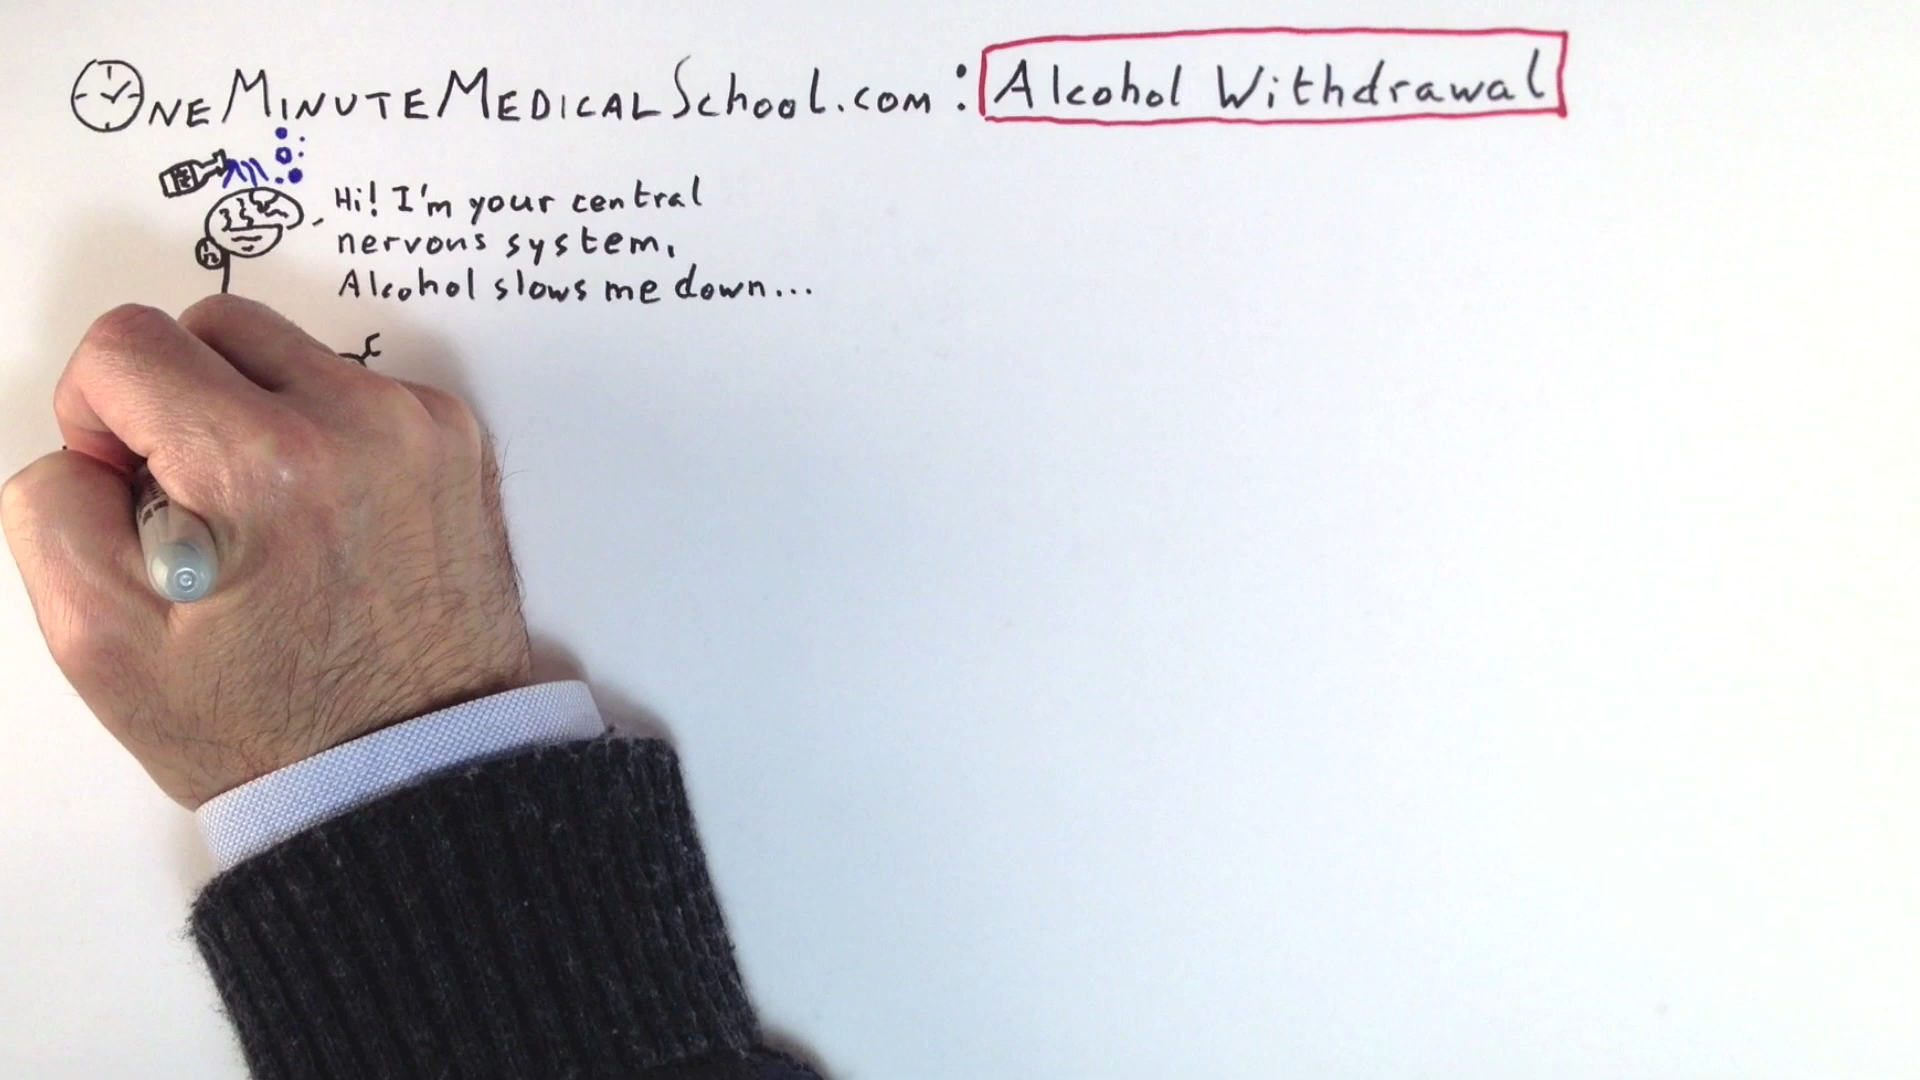 OneMinuteMedicalSchool.com: Alcohol Withdrawal
Hi! I'm your central
nervous system,
Alcohol slows me down...